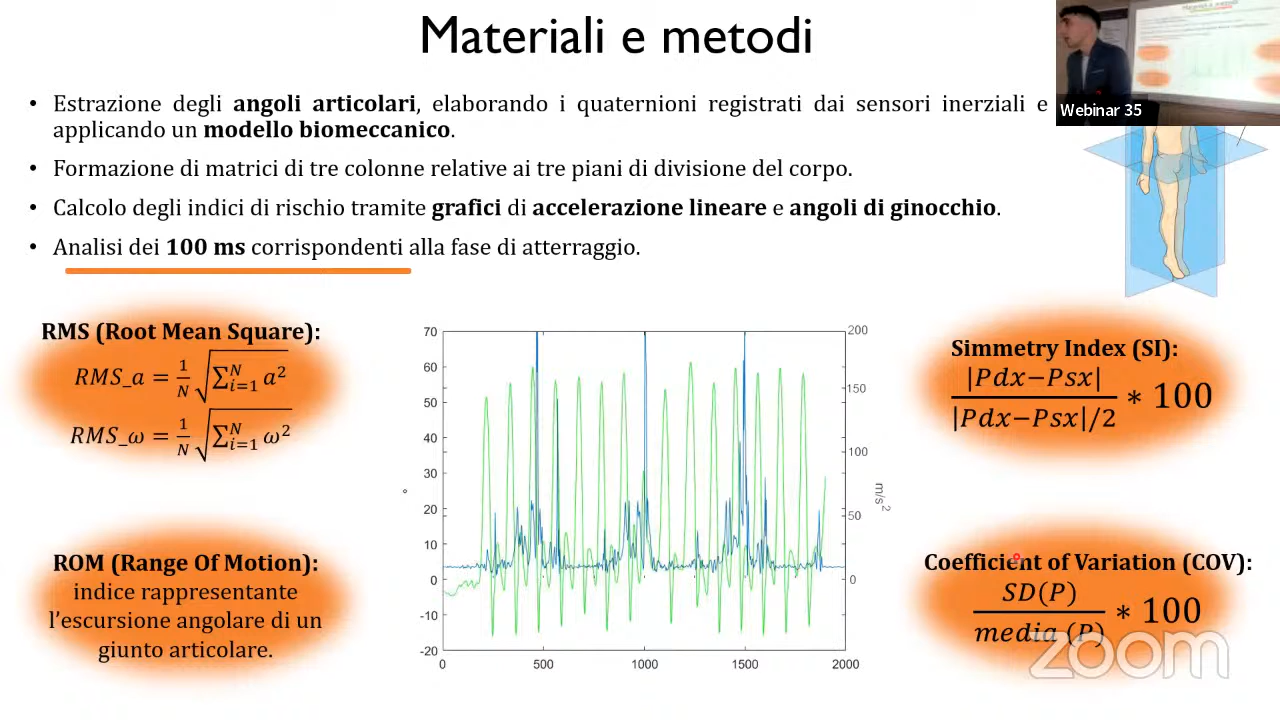 Materiali e metodi
Webinar 35
• Estrazione degli angoli articolari, elaborando i quaternioni registrati dai sensori inerziali e
applicando un modello biomeccanico.
• Formazione di matrici di tre colonne relative ai tre piani di divisione del corpo.
• Calcolo degli indici di rischio tramite grafici di accelerazione lineare e angoli di ginocchio.
• Analisi dei 100 ms corrispondenti alla fase di atterraggio.
RMS (Root Mean Square):
RMS_a = 1/N √∑_{i=1}^{N} a²
RMS_ω = 1/N √∑_{i=1}^{N} ω²
ROM (Range Of Motion):
indice rappresentante
l'escursione angolare di un
giunto articolare.
70
60
50
40
30
20
10
0
-10
-20
0 500 1000 1500 2000
°
200
150
100
50
0
m/s²
Simmetry Index (SI):
|Pdx−Psx|
|Pdx−Psx|/2
∗ 100
Coefficient of Variation (COV):
SD(P)
media (P)
∗ 100
zoom